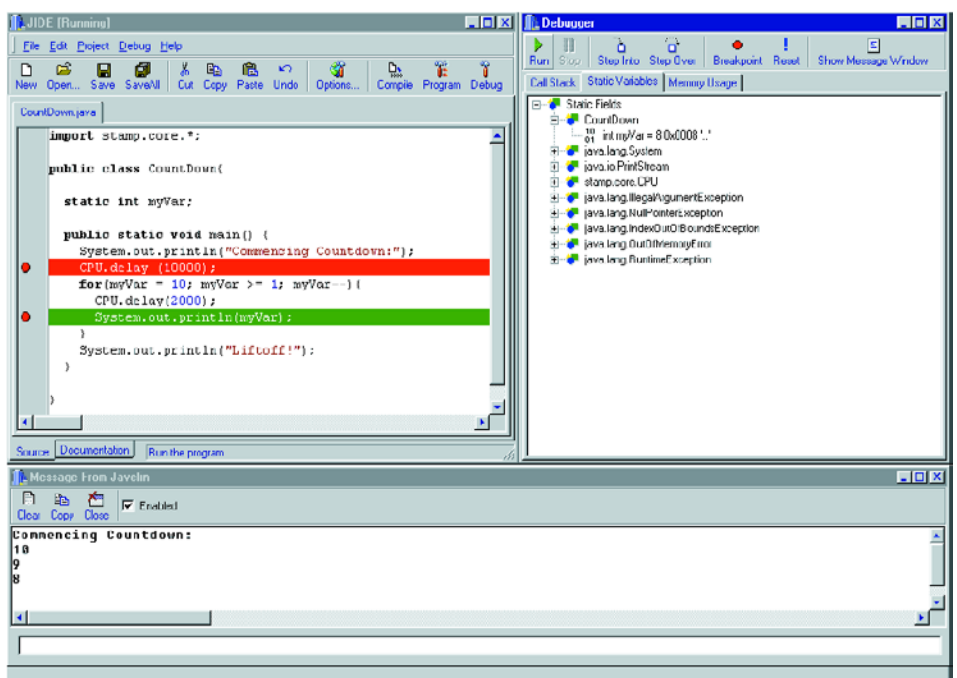 JIDE [Running]
File Edit Project Debug Help
New Open... Save SaveAll Cut Copy Paste Undo Options... Compile Program Debug
CountDown.java
import stamp.core.*;
public class CountDown{
static int myVar;
public static void main() {
System.out.println("Commencing Countdown:");
CPU.delay (10000);
for(myVar = 10; myVar >= 1; myVar--){
CPU.delay(2000);
System.out.println(myVar);
}
System.out.println("Liftoff!");
}
}
Source Documentation Run the program
Debugger
Run Stop Step Into Step Over Breakpoint Reset Show Message Window
Call Stack Static Variables Memory Usage
Static Fields
CountDown
int myVar = 8 0x0008 '..'
java.lang.System
java.io.PrintStream
stamp.core.CPU
java.lang.IllegalArgumentException
java.lang.NullPointerException
java.lang.IndexOutOfBoundsException
java.lang.OutOfMemoryError
java.lang.RuntimeException
Message From Javelin
Clear Copy Close Enabled
Commencing Countdown:
10
9
8